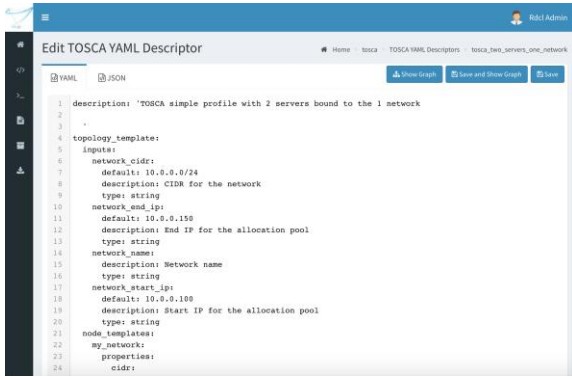 Rdcl Admin
Edit TOSCA YAML Descriptor
Home tosca TOSCA YAML Descriptors tosca_two_servers_one_network
YAML JSON Show Graph Save and Show Graph Save
1 description: 'TOSCA simple profile with 2 servers bound to the 1 network
2
3 '
4 topology_template:
5 inputs:
6 network_cidr:
7 default: 10.0.0.0/24
8 description: CIDR for the network
9 type: string
10 network_end_ip:
11 default: 10.0.0.150
12 description: End IP for the allocation pool
13 type: string
14 network_name:
15 description: Network name
16 type: string
17 network_start_ip:
18 default: 10.0.0.100
19 description: Start IP for the allocation pool
20 type: string
21 node_templates:
22 my_network:
23 properties:
24 cidr: